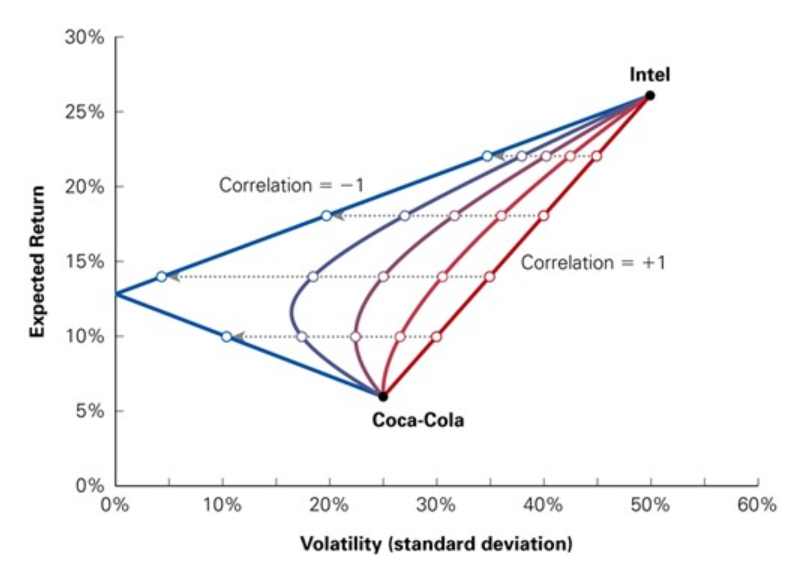 30%
Intel
25%
20%
Correlation = −1
Expected Return
15%
Correlation = +1
10%
5%
Coca-Cola
0%
0% 10% 20% 30% 40% 50% 60%
Volatility (standard deviation)